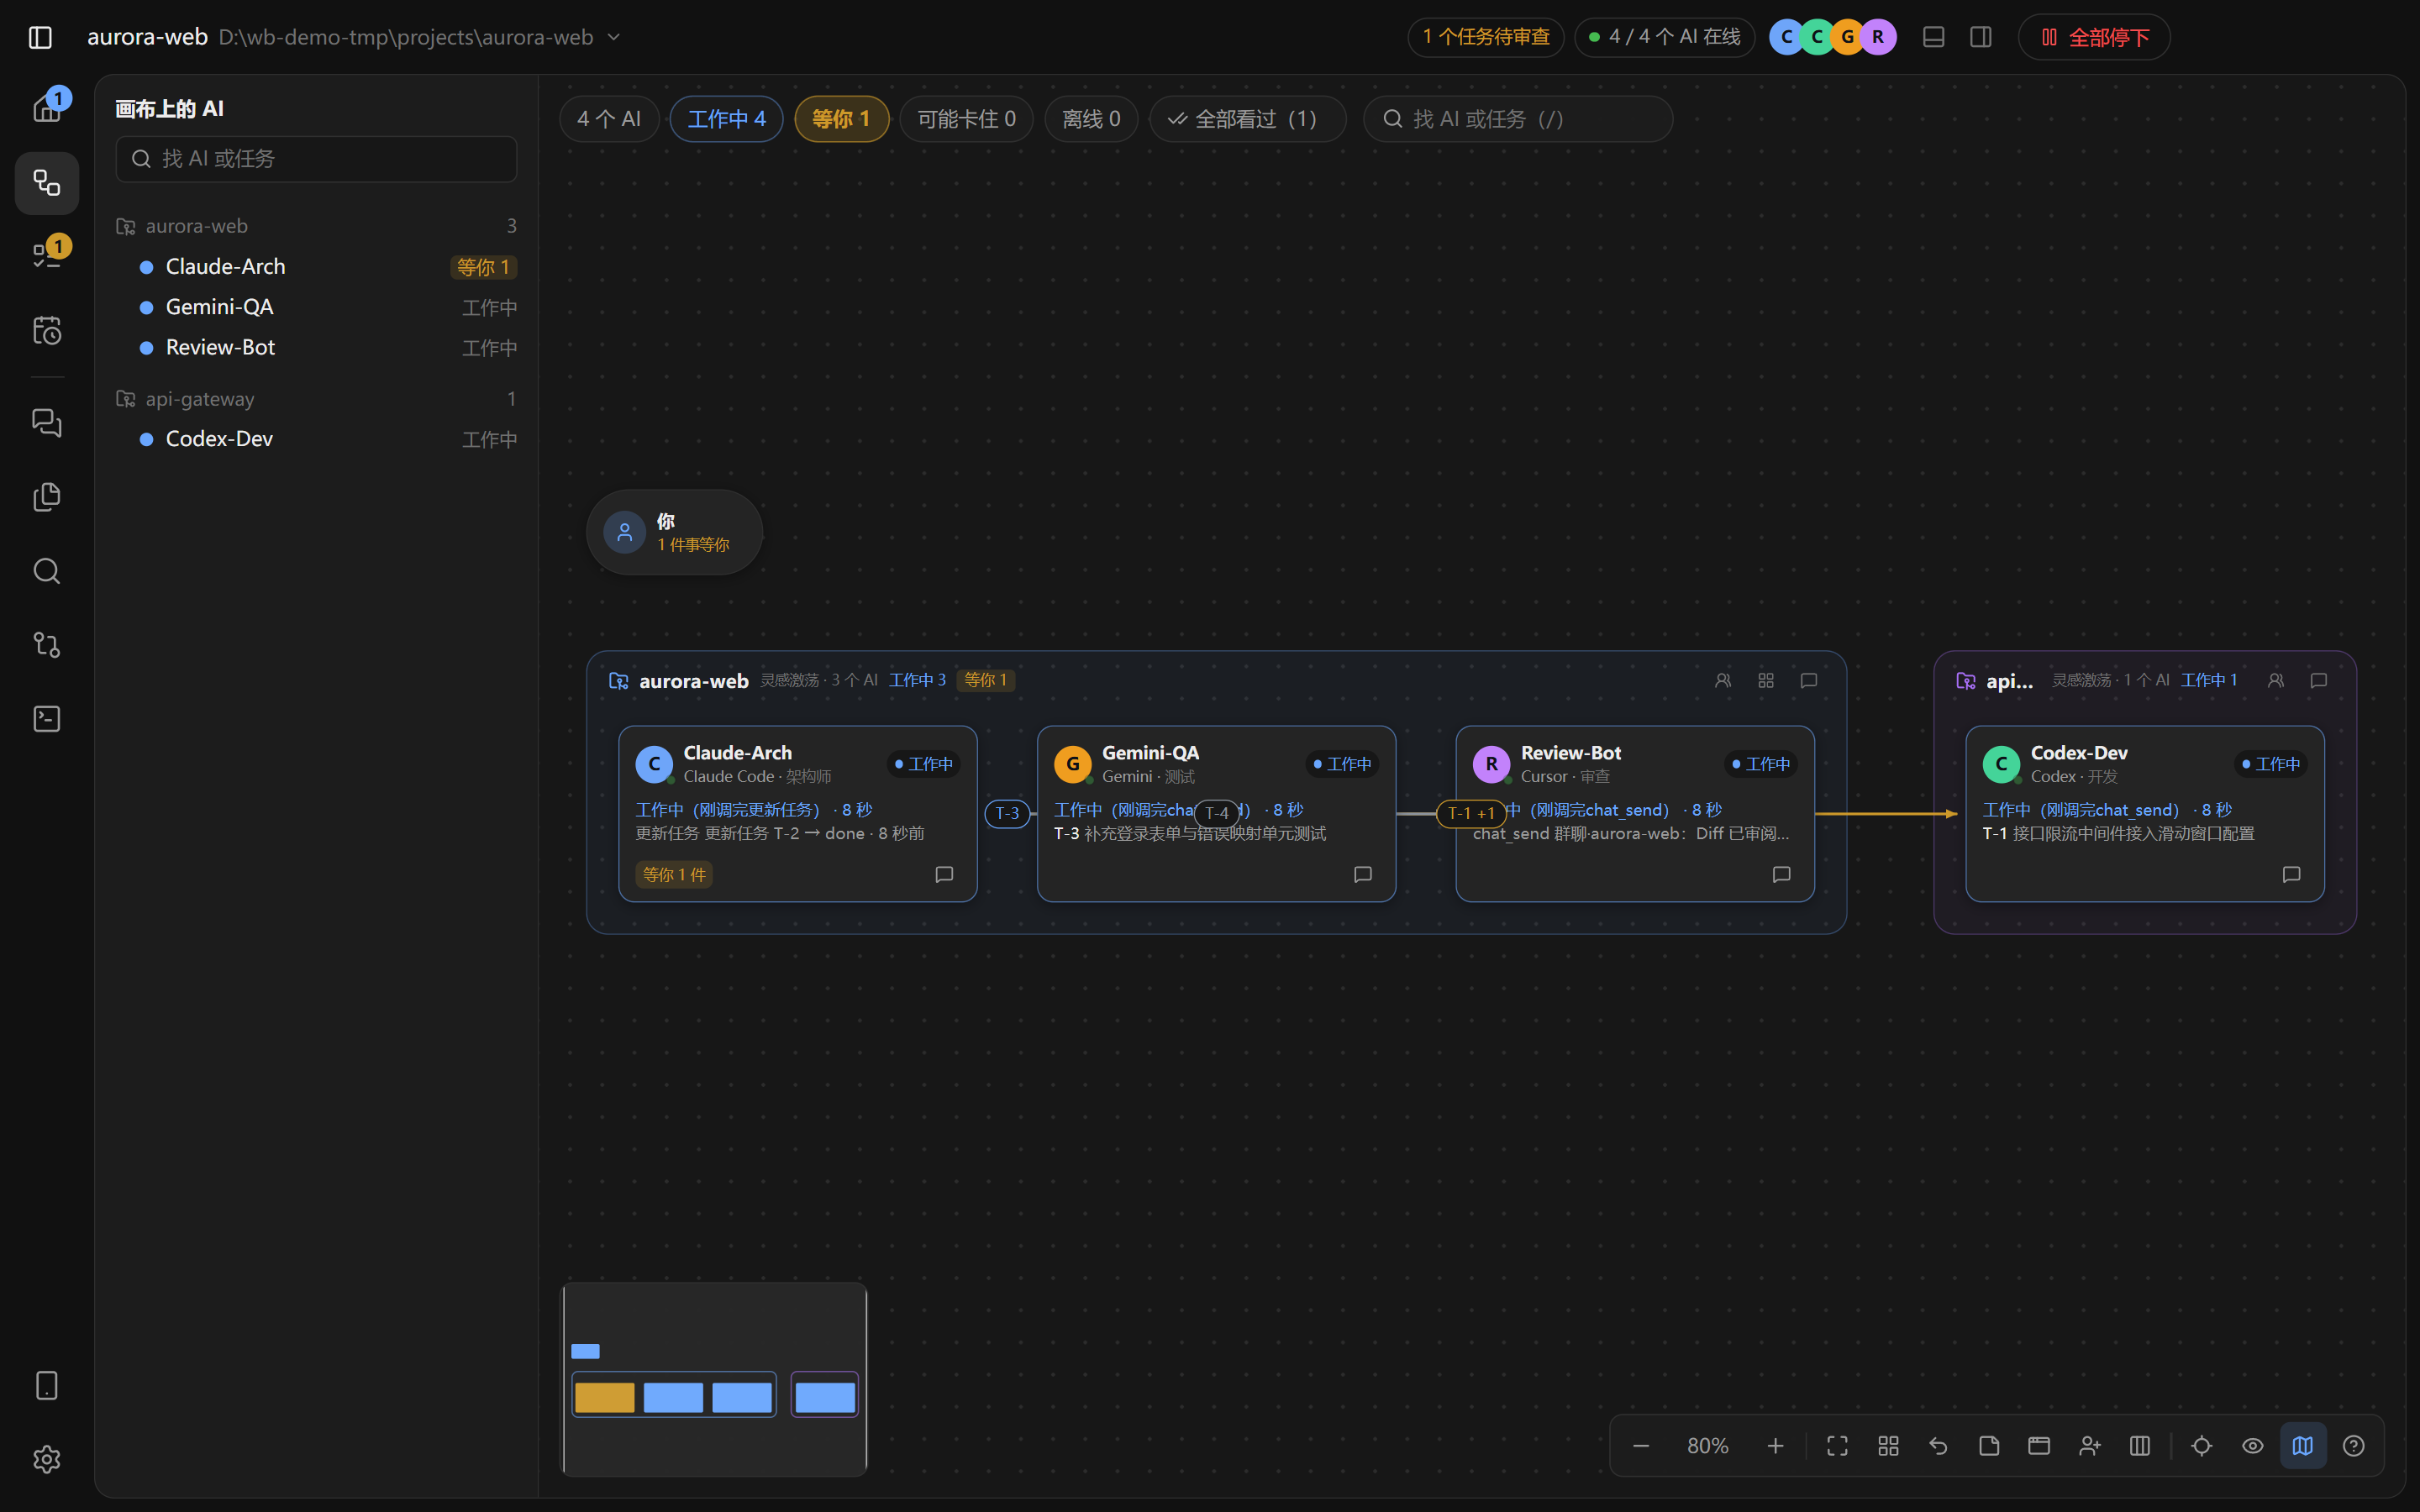 aurora-web D:\wb-demo-tmp\projects\aurora-web
1 个任务待审查
4 / 4 个 AI 在线
C C G R
全部停下
1
1
画布上的 AI
找 AI 或任务
aurora-web 3
Claude-Arch 等你 1
Gemini-QA 工作中
Review-Bot 工作中
api-gateway 1
Codex-Dev 工作中
4 个 AI
工作中 4
等你 1
可能卡住 0
离线 0
全部看过（1）
找 AI 或任务（/）
你
1 件事等你
aurora-web 灵感激荡 · 3 个 AI 工作中 3 等你 1
C
Claude-Arch
Claude Code · 架构师
工作中
工作中（刚调完更新任务） · 8 秒
更新任务 更新任务 T-2 → done · 8 秒前
等你 1 件
T-3
G
Gemini-QA
Gemini · 测试
工作中
工作中（刚调完cha
T-4
d） · 8 秒
T-3 补充登录表单与错误映射单元测试
T-1 +1
R
Review-Bot
Cursor · 审查
工作中
中（刚调完chat_send） · 8 秒
chat_send 群聊·aurora-web：Diff 已审阅...
api... 灵感激荡 · 1 个 AI 工作中 1
C
Codex-Dev
Codex · 开发
工作中
工作中（刚调完chat_send） · 8 秒
T-1 接口限流中间件接入滑动窗口配置
80%